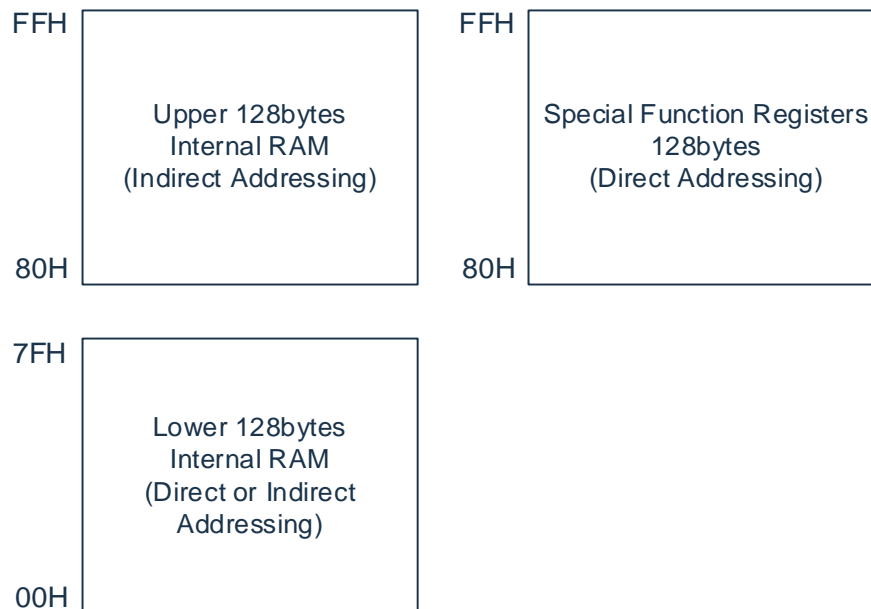 FFH
Upper 128bytes
Internal RAM
(Indirect Addressing)
80H
FFH
Special Function Registers
128bytes
(Direct Addressing)
80H
7FH
Lower 128bytes
Internal RAM
(Direct or Indirect
Addressing)
00H